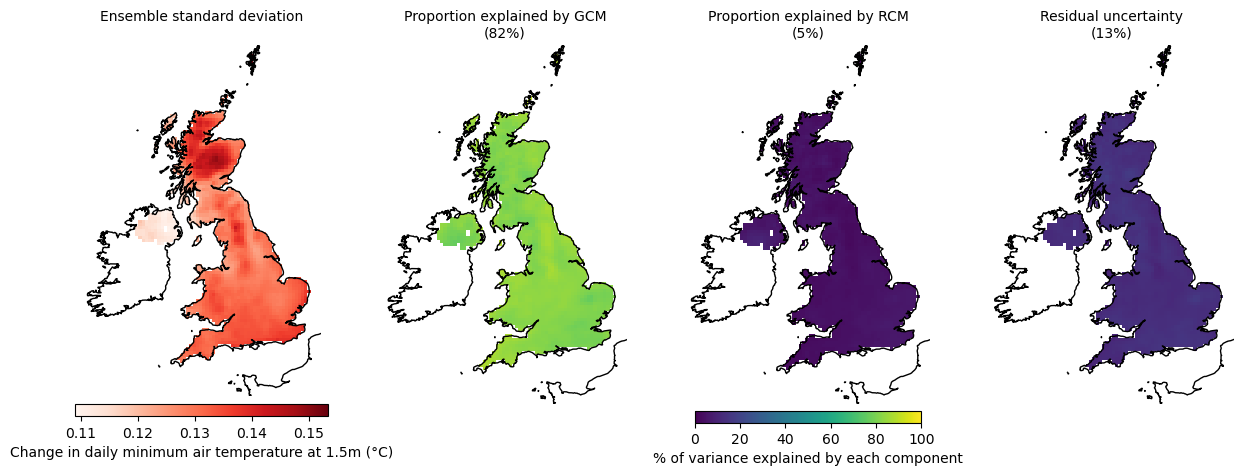 Ensemble standard deviation
Proportion explained by GCM
(82%)
Proportion explained by RCM
(5%)
Residual uncertainty
(13%)
0.11 0.12 0.13 0.14 0.15
Change in daily minimum air temperature at 1.5m (°C)
0 20 40 60 80 100
% of variance explained by each component